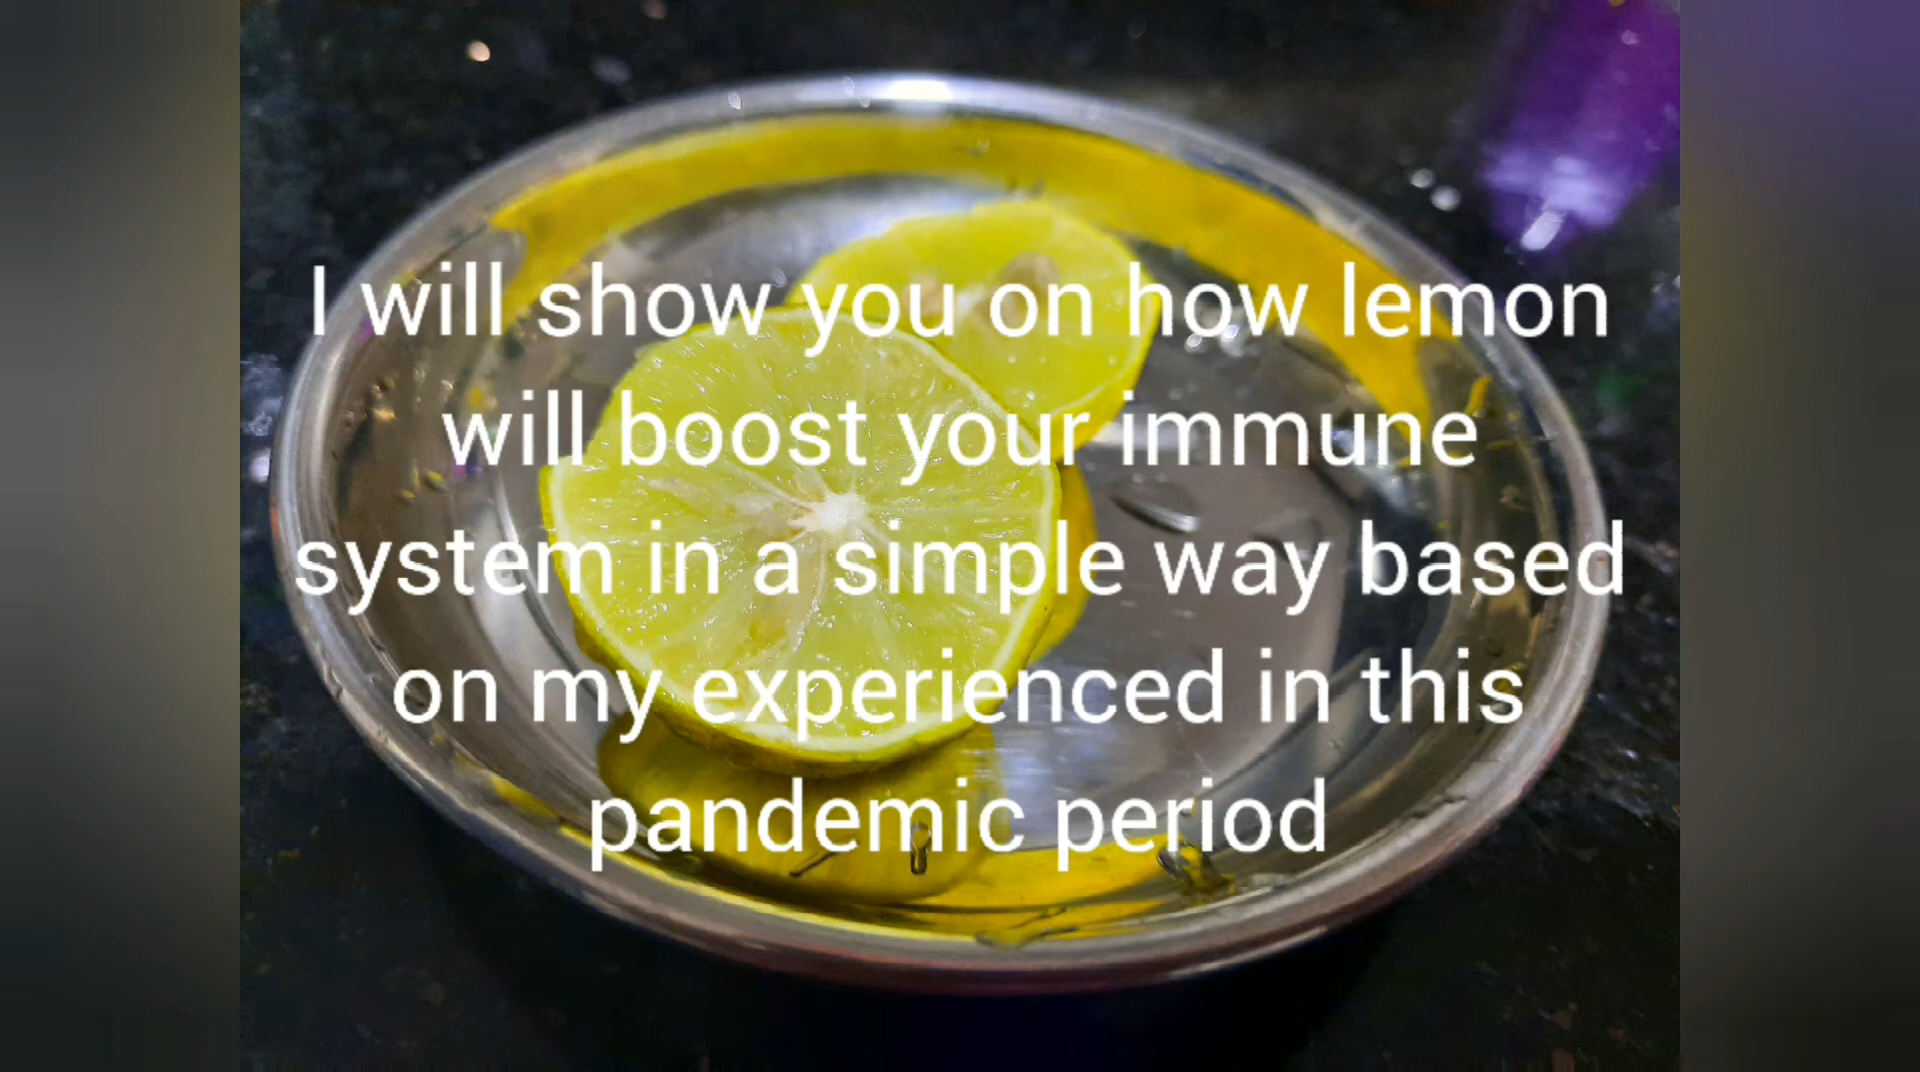 I will show you on how lemon
will boost your immune
system in a simple way based
on my experienced in this
pandemic period